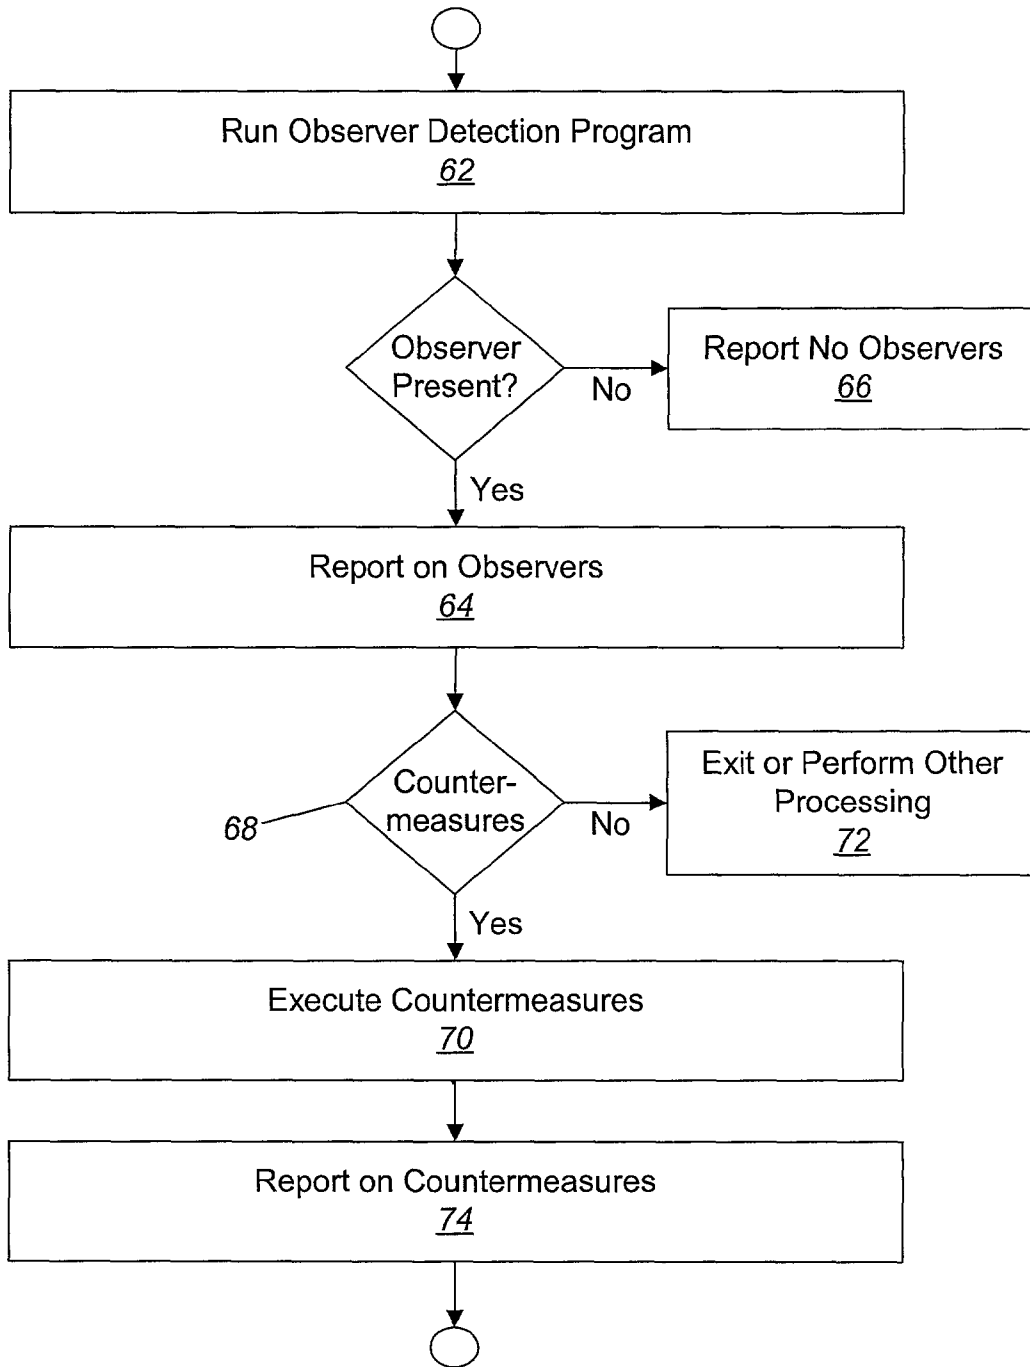 Run Observer Detection Program
62
Observer
Present?
No
Report No Observers
66
Yes
Report on Observers
64
Counter-
measures
68
No
Exit or Perform Other
Processing
72
Yes
Execute Countermeasures
70
Report on Countermeasures
74